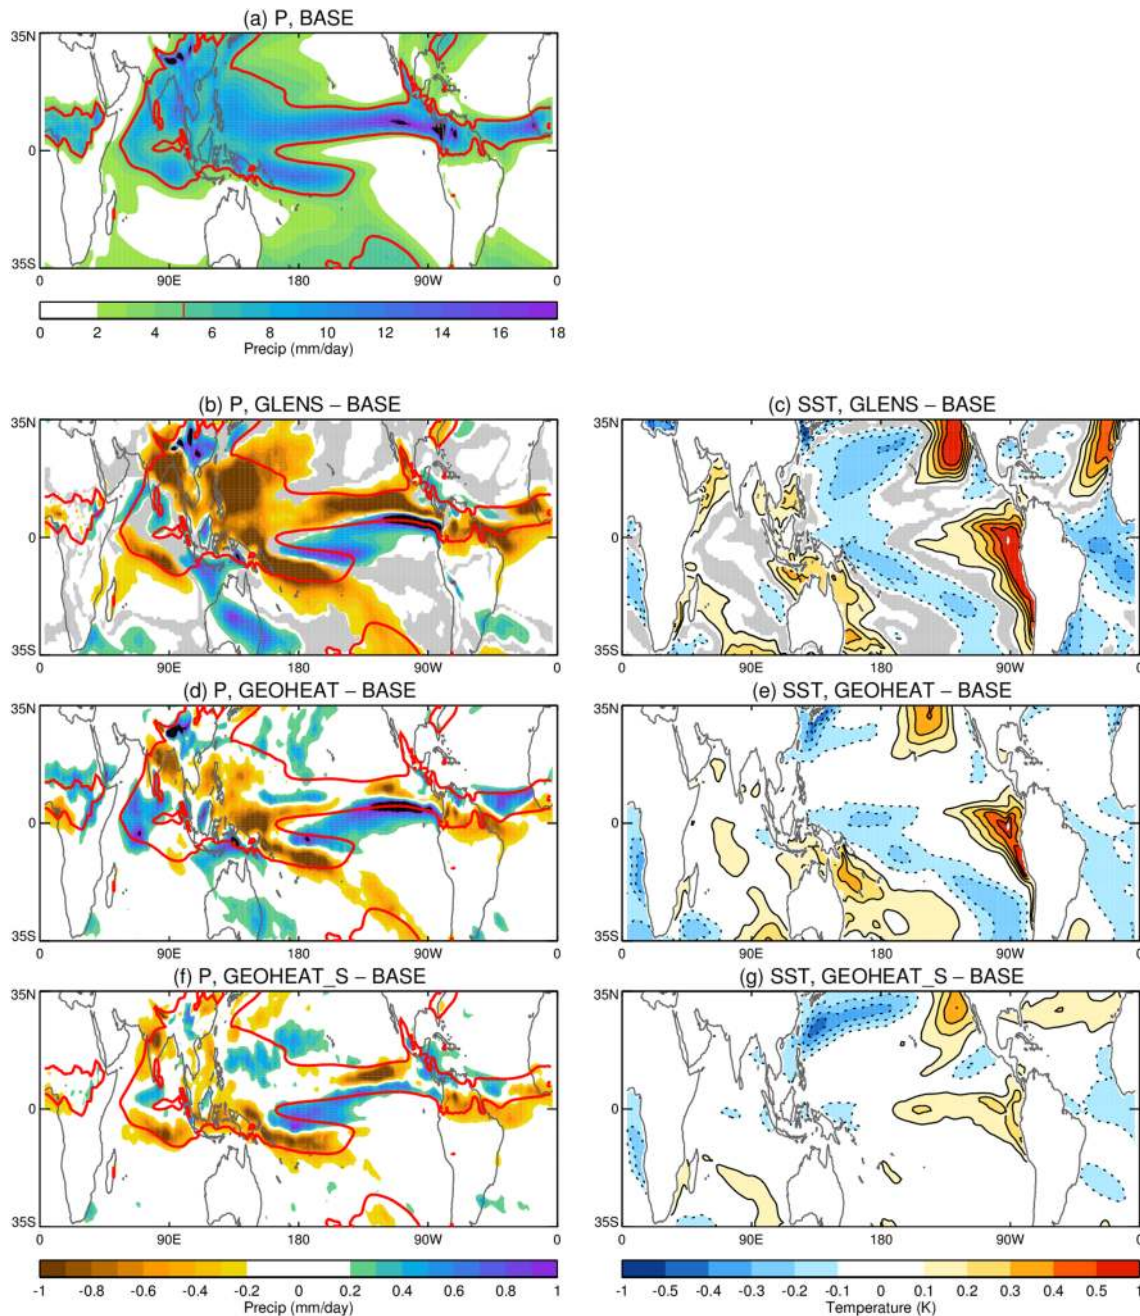 (a) P, BASE
35N
0
35S
0 90E 180 90W 0
0 2 4 6 8 10 12 14 16 18
Precip (mm/day)
(b) P, GLENS – BASE
35N
0
35S
0 90E 180 90W 0
(c) SST, GLENS – BASE
35N
0
35S
0 90E 180 90W 0
(d) P, GEOHEAT – BASE
35N
0
35S
0 90E 180 90W 0
(e) SST, GEOHEAT – BASE
35N
0
35S
0 90E 180 90W 0
(f) P, GEOHEAT_S – BASE
35N
0
35S
0 90E 180 90W 0
(g) SST, GEOHEAT_S – BASE
35N
0
35S
0 90E 180 90W 0
-1 -0.8 -0.6 -0.4 -0.2 0 0.2 0.4 0.6 0.8 1
Precip (mm/day)
-1 -0.5 -0.4 -0.3 -0.2 -0.1 0 0.1 0.2 0.3 0.4 0.5 1
Temperature (K)